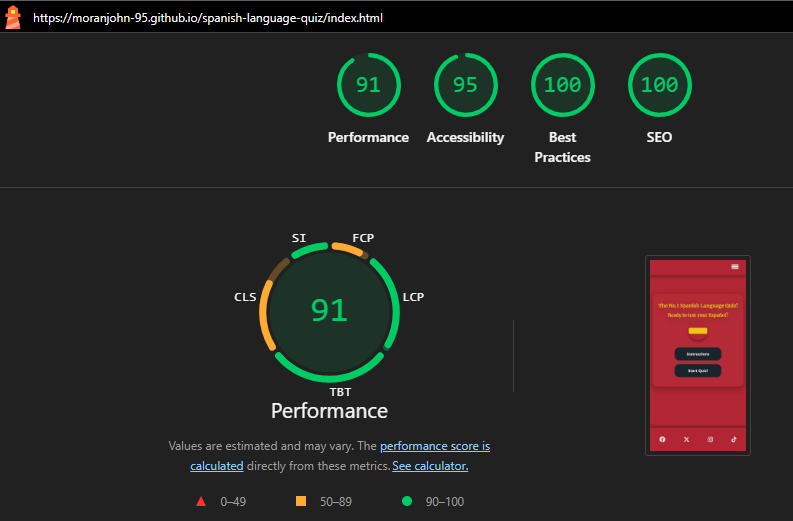 https://moranjohn-95.github.io/spanish-language-quiz/index.html
91
95
100
100
Performance
Accessibility
Best
Practices
SEO
SI
FCP
CLS
LCP
91
TBT
Performance
Values are estimated and may vary. The performance score is
calculated directly from these metrics. See calculator.
0–49
50–89
90–100
The No.1 Spanish Language Quiz!
Ready to test your Español?
Instructions
Start Quiz!